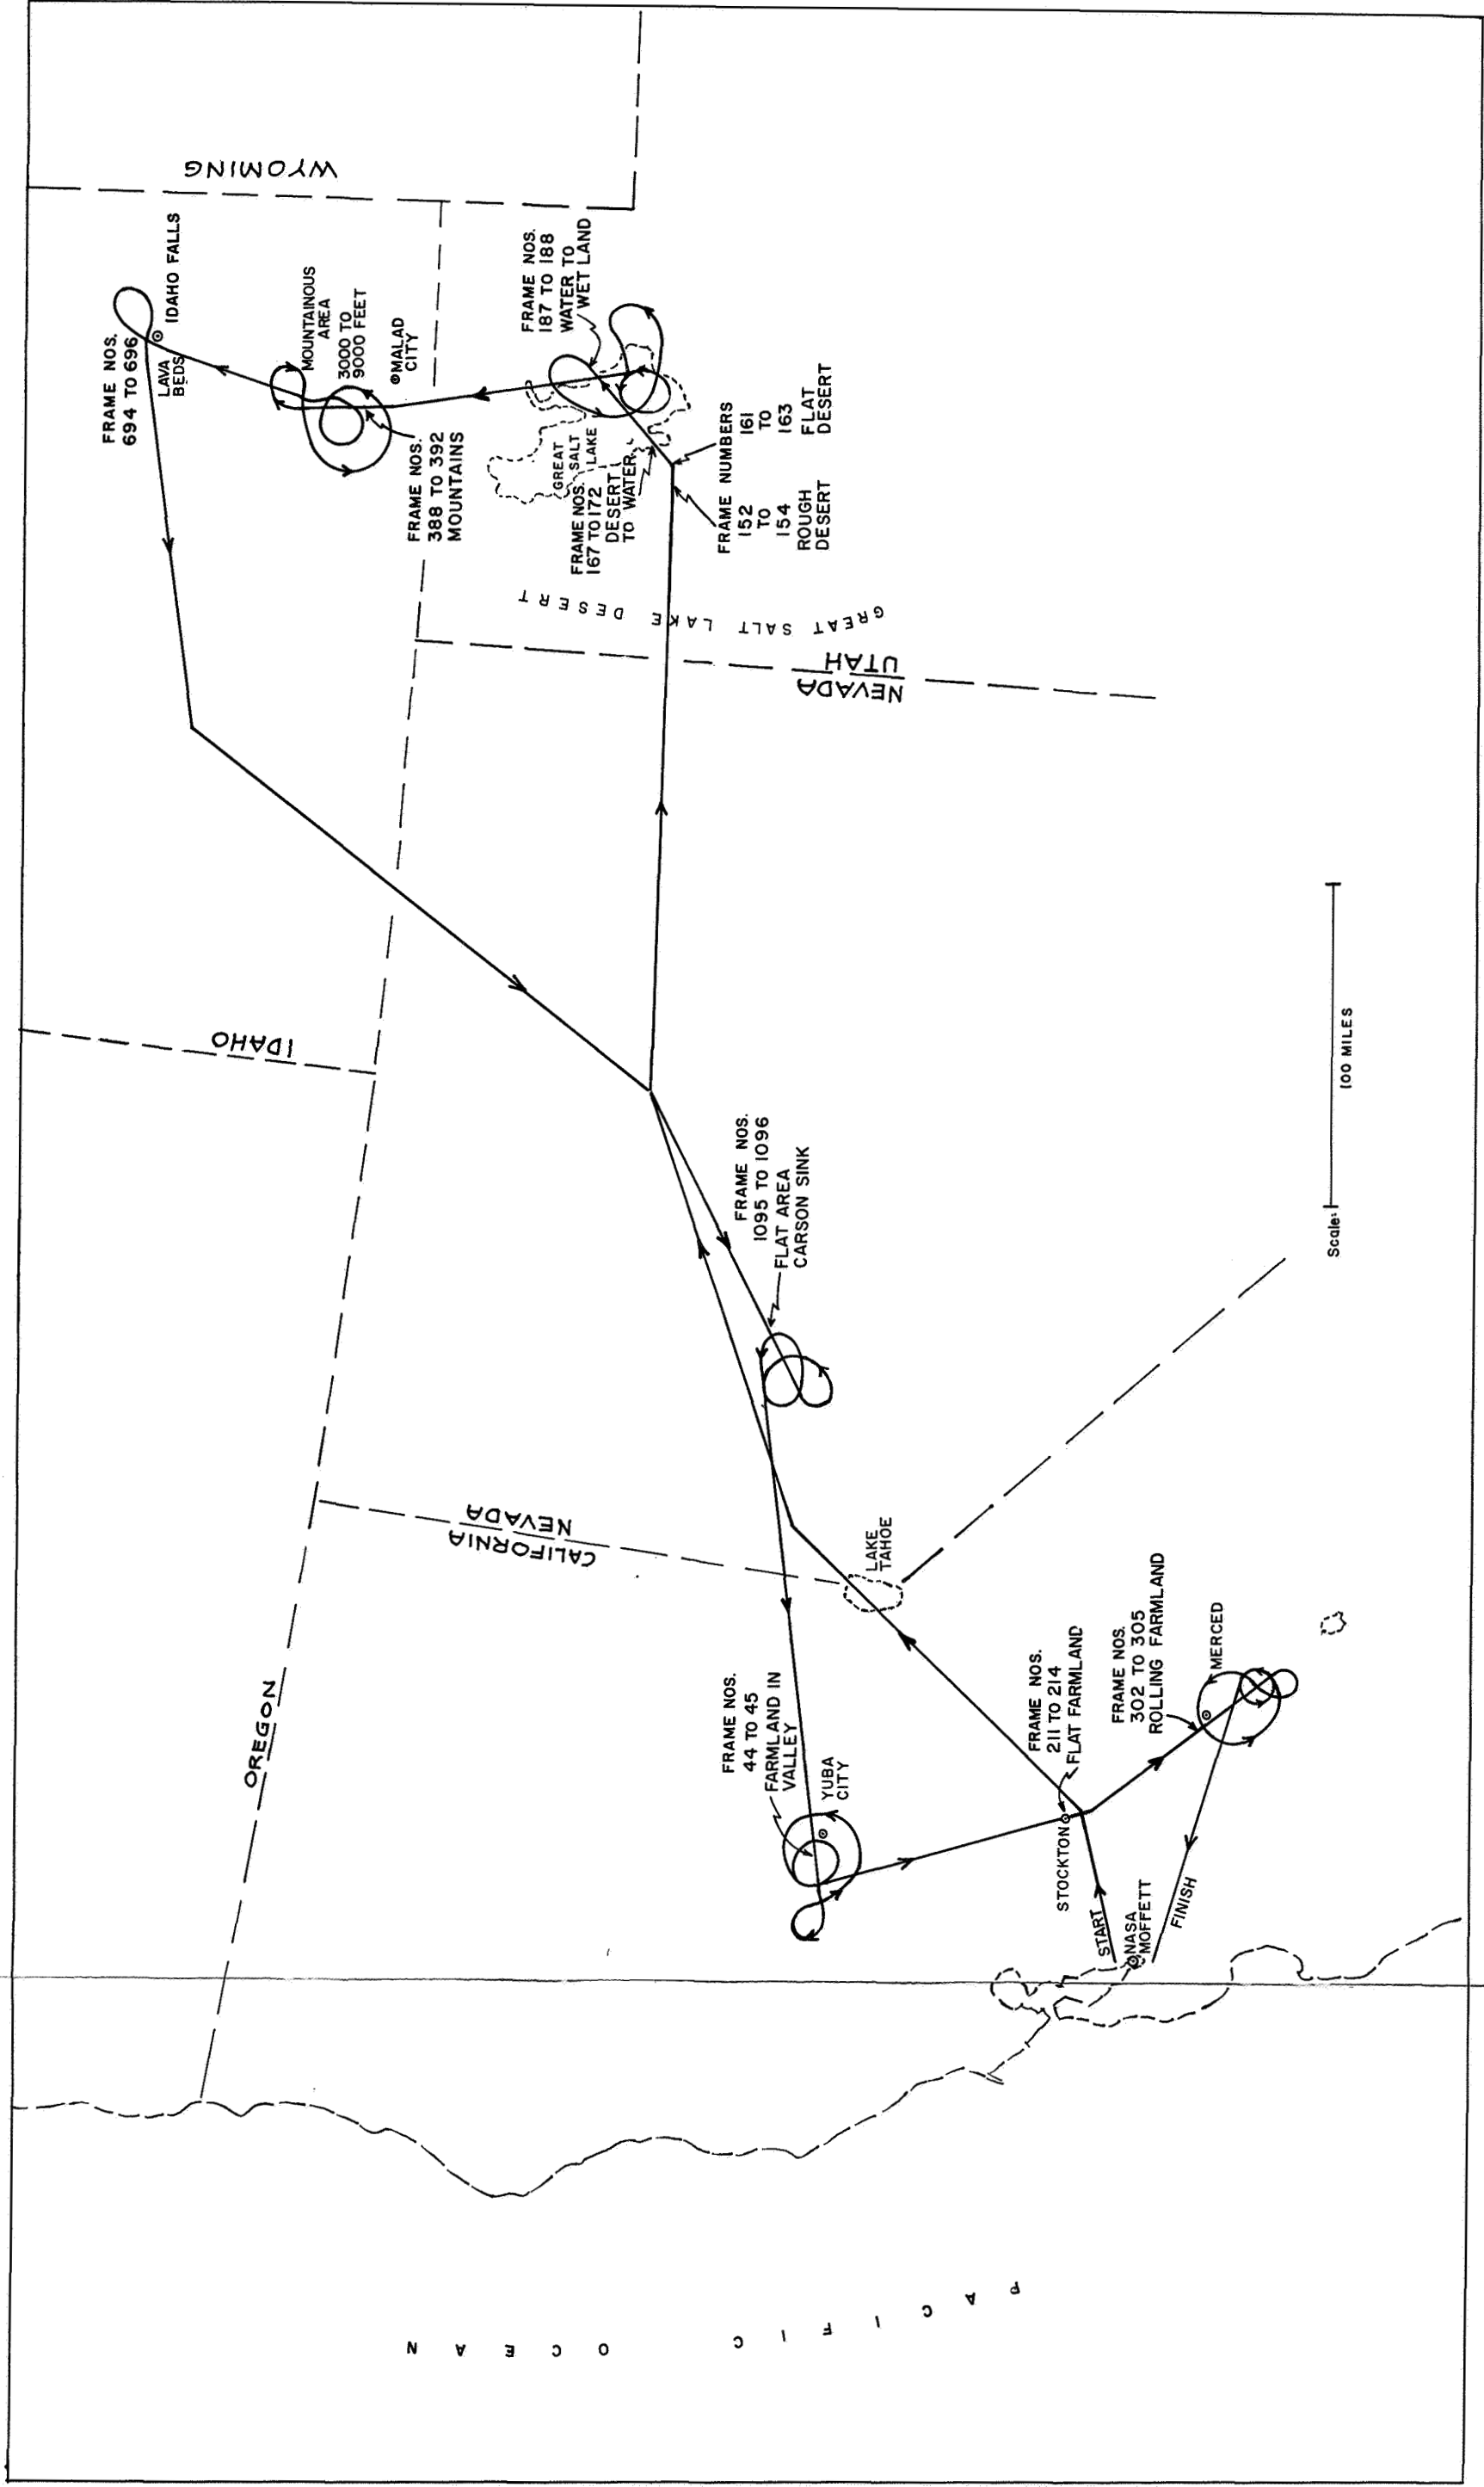 WYOMING
FRAME NOS.
694 TO 696
LAVA
BEDS
IDAHO FALLS
MOUNTAINOUS
AREA
3000 TO
9000 FEET
MALAD
CITY
FRAME NOS.
388 TO 392
MOUNTAINS
FRAME NOS.
187 TO 188
WATER TO
WET LAND
GREAT
SALT
LAKE
FRAME NOS.
167 TO 172
DESERT
TO WATER
FRAME NUMBERS
161
TO
163
FLAT
DESERT
152
TO
154
ROUGH
DESERT
GREAT SALT LAKE DESERT
UTAH
NEVADA
IDAHO
FRAME NOS.
1095 TO 1096
FLAT AREA
CARSON SINK
Scale:
100 MILES
NEVADA
CALIFORNIA
LAKE
TAHOE
OREGON
FRAME NOS.
44 TO 45
FARMLAND IN
VALLEY
YUBA
CITY
FRAME NOS.
211 TO 214
FLAT FARMLAND
STOCKTON
FRAME NOS.
302 TO 305
ROLLING FARMLAND
MERCED
START
NASA
MOFFETT
FINISH
PACIFIC OCEAN